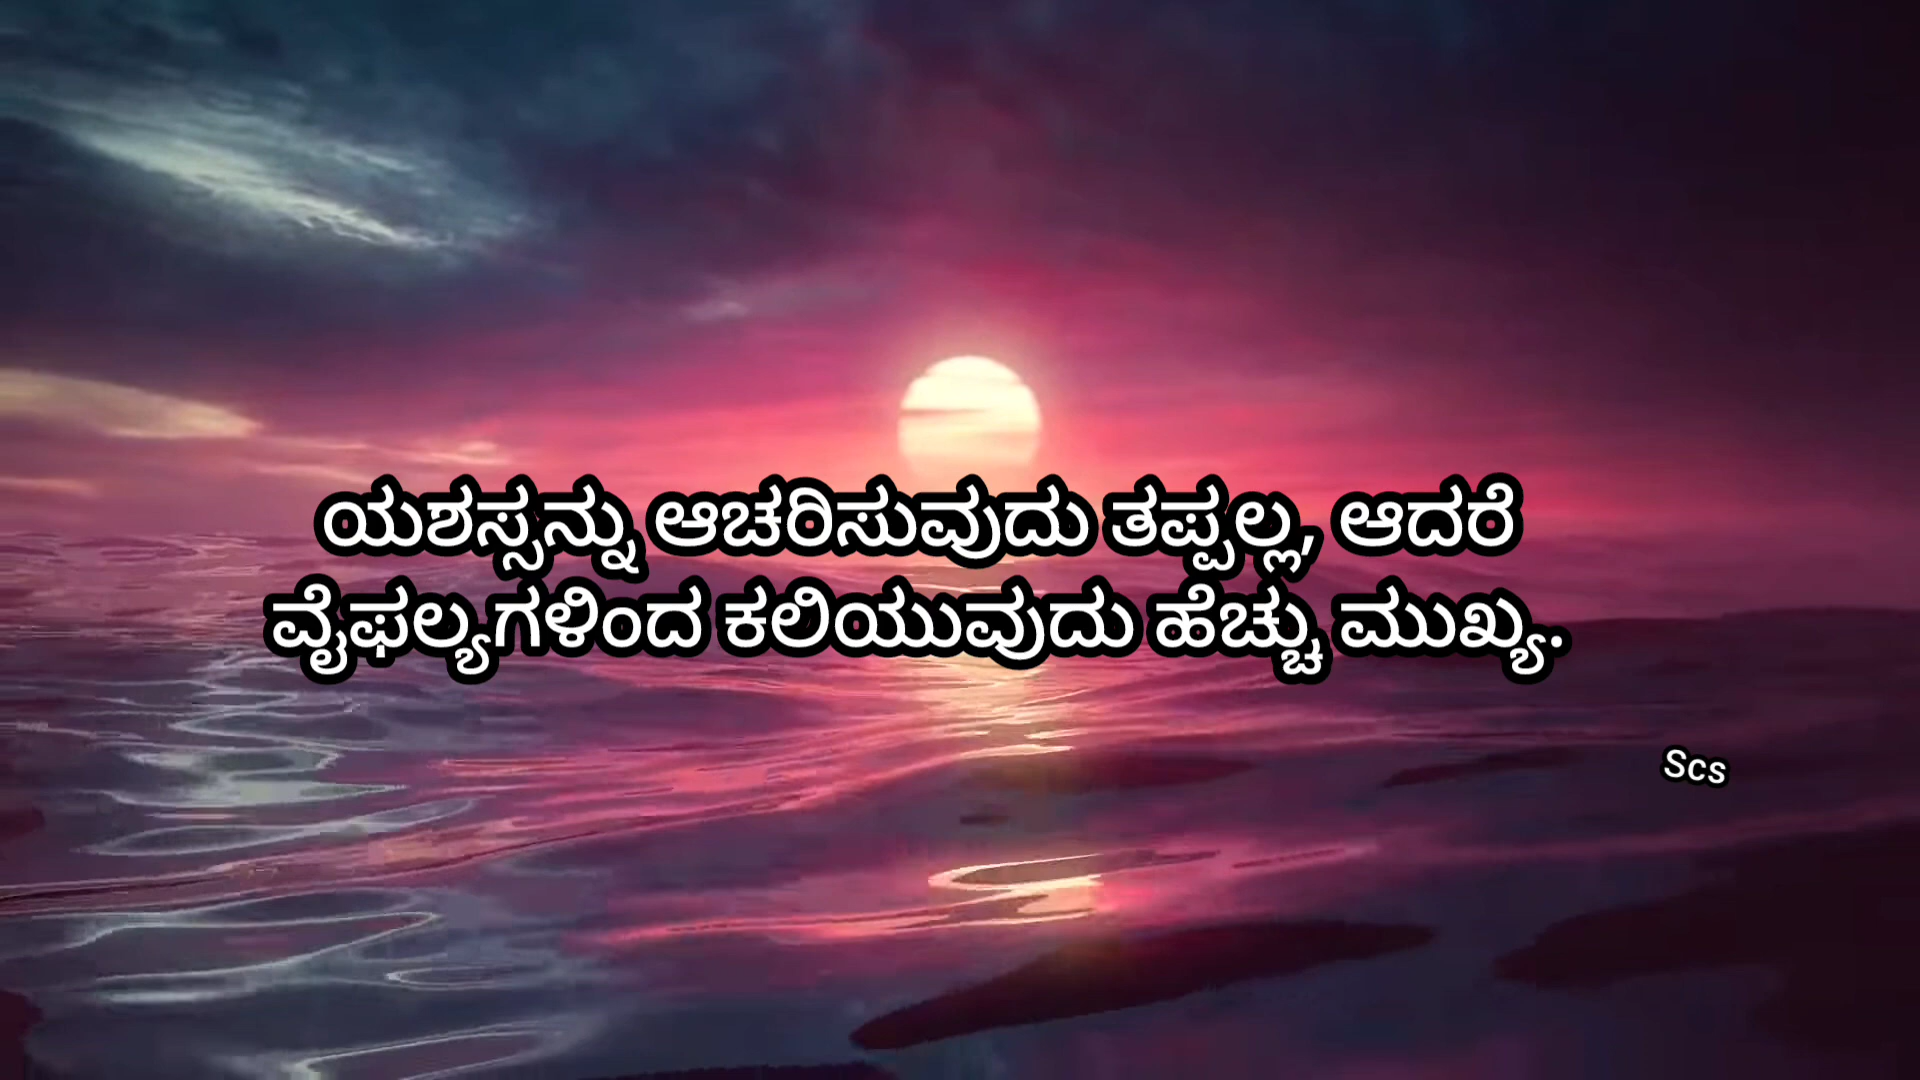 ಯಶಸ್ಸನ್ನು ಆಚರಿಸುವುದು ತಪ್ಪಲ್ಲ, ಆದರೆ
ವೈಫಲ್ಯಗಳಿಂದ ಕಲಿಯುವುದು ಹೆಚ್ಚು ಮುಖ್ಯ.
Scs